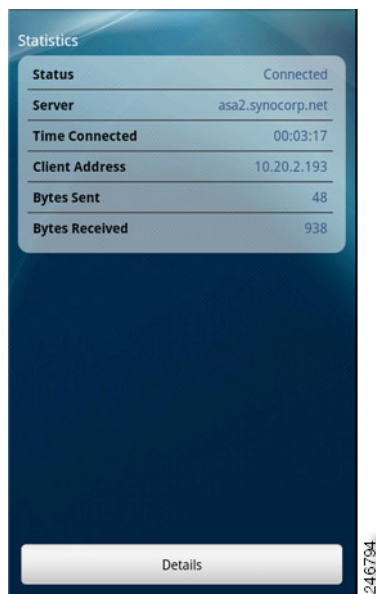 Statistics
Status Connected
Server asa2.synocorp.net
Time Connected 00:03:17
Client Address 10.20.2.193
Bytes Sent 48
Bytes Received 938
Details
246794